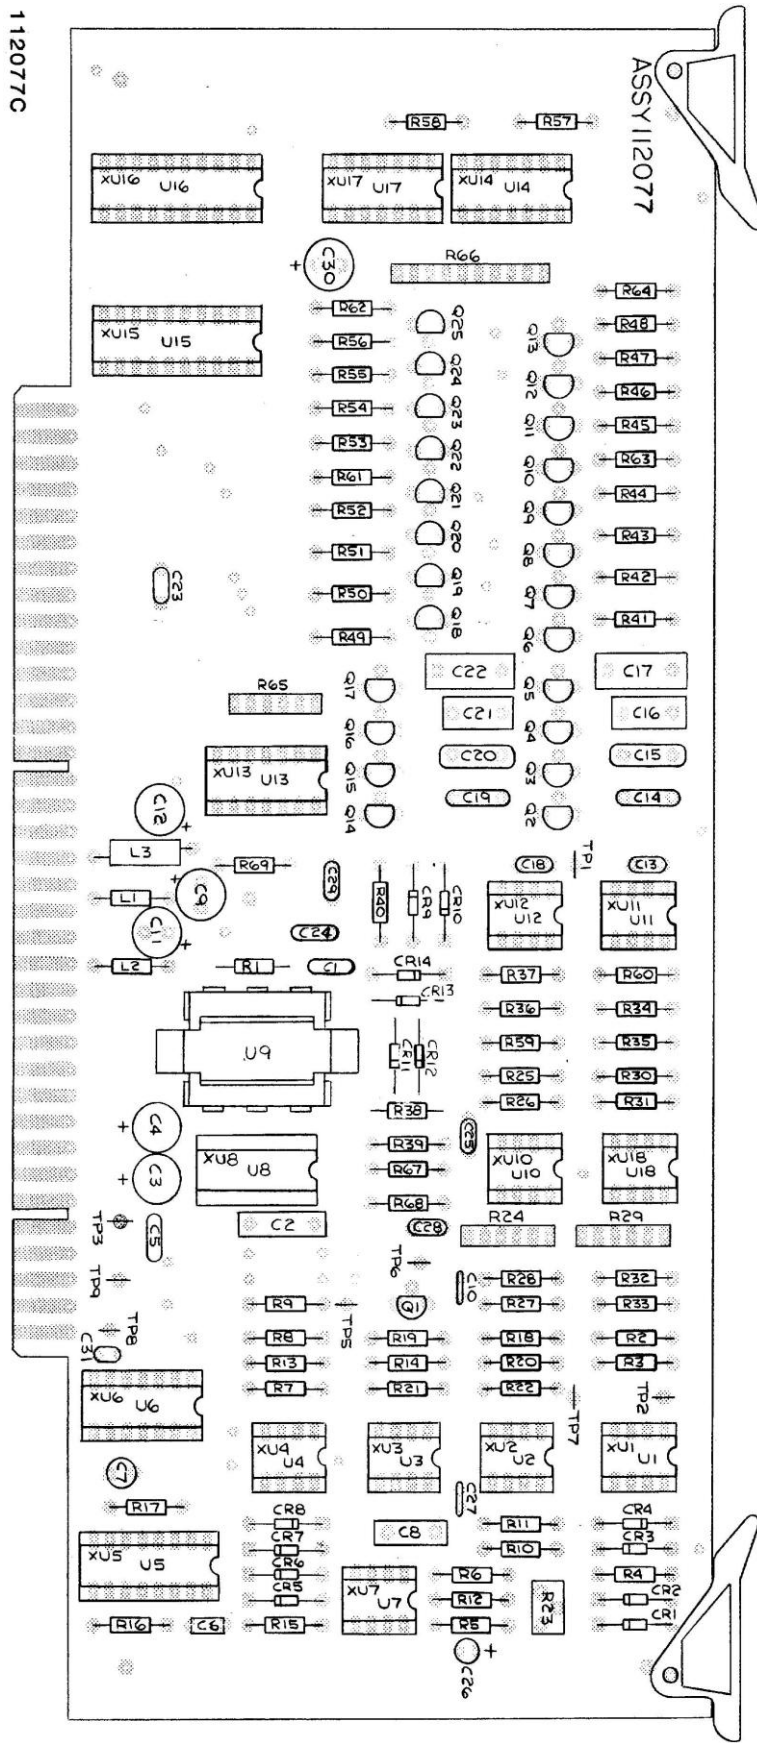 112077C
ASSY 112077
R58
R57
XU16 U16
XU17 U17
XU14 U14
C30
+
R66
R64
R62
Q25
R48
XU15 U15
R56
Q13
R47
R55
Q24
Q12
R46
R54
Q23
Q11
R45
R53
Q22
Q10
R63
R61
Q21
Q9
R44
R52
Q20
Q8
R43
R51
Q19
Q7
R42
C23
R50
Q18
Q6
R41
R49
R65
Q17
C22
Q5
C17
Q16
C21
Q4
C16
XU13 U13
Q15
C20
Q3
C15
C12
+
Q14
C19
Q2
C14
L3
R69
C29
R40
CR9
CR10
C18
TP1
C13
L1
+
C9
XU12 U12
XU11 U11
C11
+
C24
L2
R1
C1
CR14
R37
R60
CR13
R36
R34
U9
CR11
CR12
R59
R35
R25
R30
R38
R26
R31
+
C4
C25
XU8 U8
R39
XU10 U10
XU18 U18
+
C3
R67
R68
TP3
C5
C2
C28
R24
R29
TP9
TP6
C10
R28
R32
R9
TP5
Q1
R27
R33
TP8
R8
R19
R18
R2
C31
R13
R14
R20
R3
R7
R21
R22
TP7
TP2
XU6 U6
XU4 U4
XU3 U3
XU2 U2
XU1 U1
C7
C27
R17
CR8
C8
R11
CR4
XU5 U5
CR7
R10
CR3
CR6
XU7 U7
R6
R4
CR5
R12
R23
CR2
R16
C6
R15
R5
CR1
C26
+